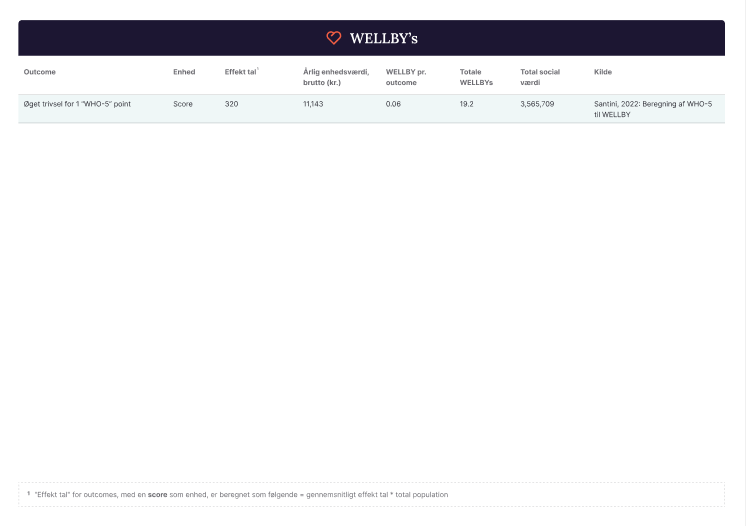 WELLBY's
Outcome Enhed Effekt tal¹ Årlig enhedsværdi, brutto (kr.) WELLBY pr. outcome Totale WELLBYs Total social værdi Kilde
Øget trivsel for 1 "WHO-5" point Score 320 11,143 0.06 19.2 3,565,709 Santini, 2022: Beregning af WHO-5 til WELLBY
1 "Effekt tal" for outcomes, med en score som enhed, er beregnet som følgende = gennemsnitligt effekt tal * total population